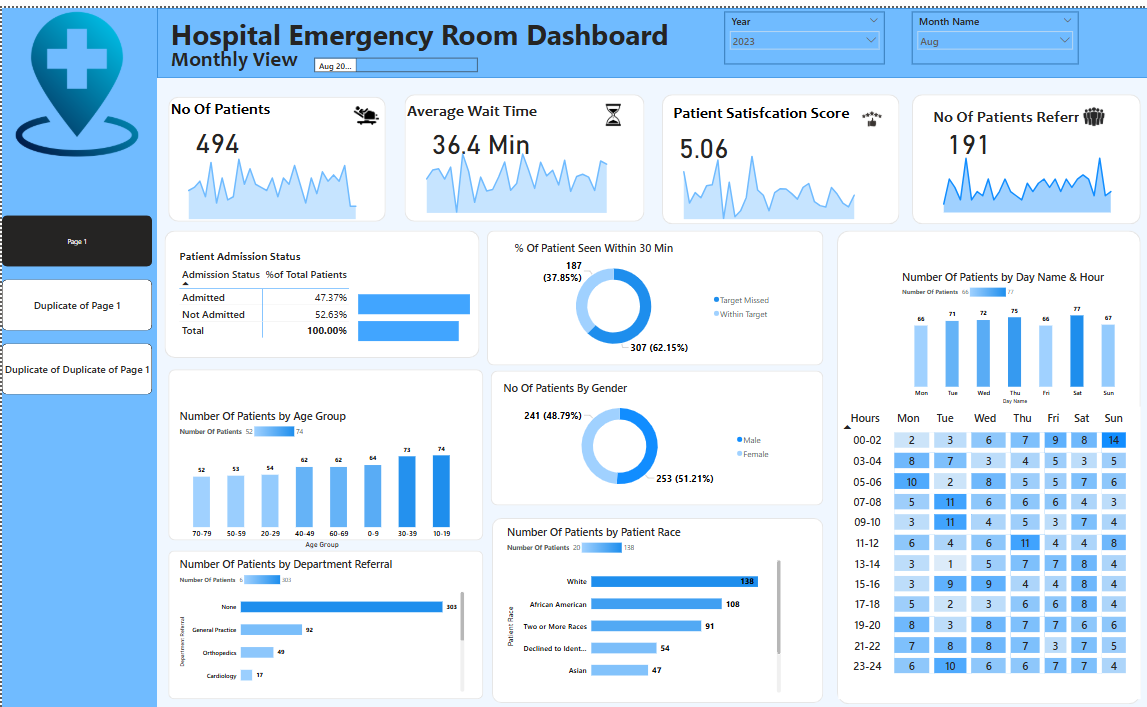 Hospital Emergency Room Dashboard
Monthly View
Aug 20...
Year
2023
Month Name
Aug
Page 1
Duplicate of Page 1
Duplicate of Duplicate of Page 1
No Of Patients
494
Average Wait Time
36.4 Min
Patient Satisfcation Score
5.06
No Of Patients Referr
191
Patient Admission Status
Admission Status %of Total Patients
Admitted 47.37%
Not Admitted 52.63%
Total 100.00%
% Of Patient Seen Within 30 Min
187
(37.85%)
307 (62.15%)
Target Missed
Within Target
Number Of Patients by Age Group
Number Of Patients 52 74
52 53 54 62 62 64 73 74
70-79 50-59 20-29 40-49 60-69 0-9 30-39 10-19
Age Group
No Of Patients By Gender
241 (48.79%)
253 (51.21%)
Male
Female
Number Of Patients by Department Referral
Number Of Patients 6 303
Department Referral
None 303
General Practice 92
Orthopedics 49
Cardiology 17
Number Of Patients by Patient Race
Number Of Patients 20 138
Patient Race
White 138
African American 108
Two or More Races 91
Declined to Ident... 54
Asian 47
Number Of Patients by Day Name & Hour
Number Of Patients 66 77
66 71 72 75 66 77 67
Mon Tue Wed Thu Fri Sat Sun
Day Name
Hours Mon Tue Wed Thu Fri Sat Sun
00-02 2 3 6 7 9 8 14
03-04 8 7 3 4 5 3 5
05-06 10 2 8 5 5 7 6
07-08 5 11 6 6 6 4 3
09-10 3 11 4 5 3 7 4
11-12 6 4 6 11 4 4 8
13-14 3 1 5 7 7 8 4
15-16 3 9 9 4 4 8 4
17-18 5 2 3 6 6 8 4
19-20 8 3 8 7 7 6 6
21-22 7 8 8 7 3 7 5
23-24 6 10 6 6 7 7 4